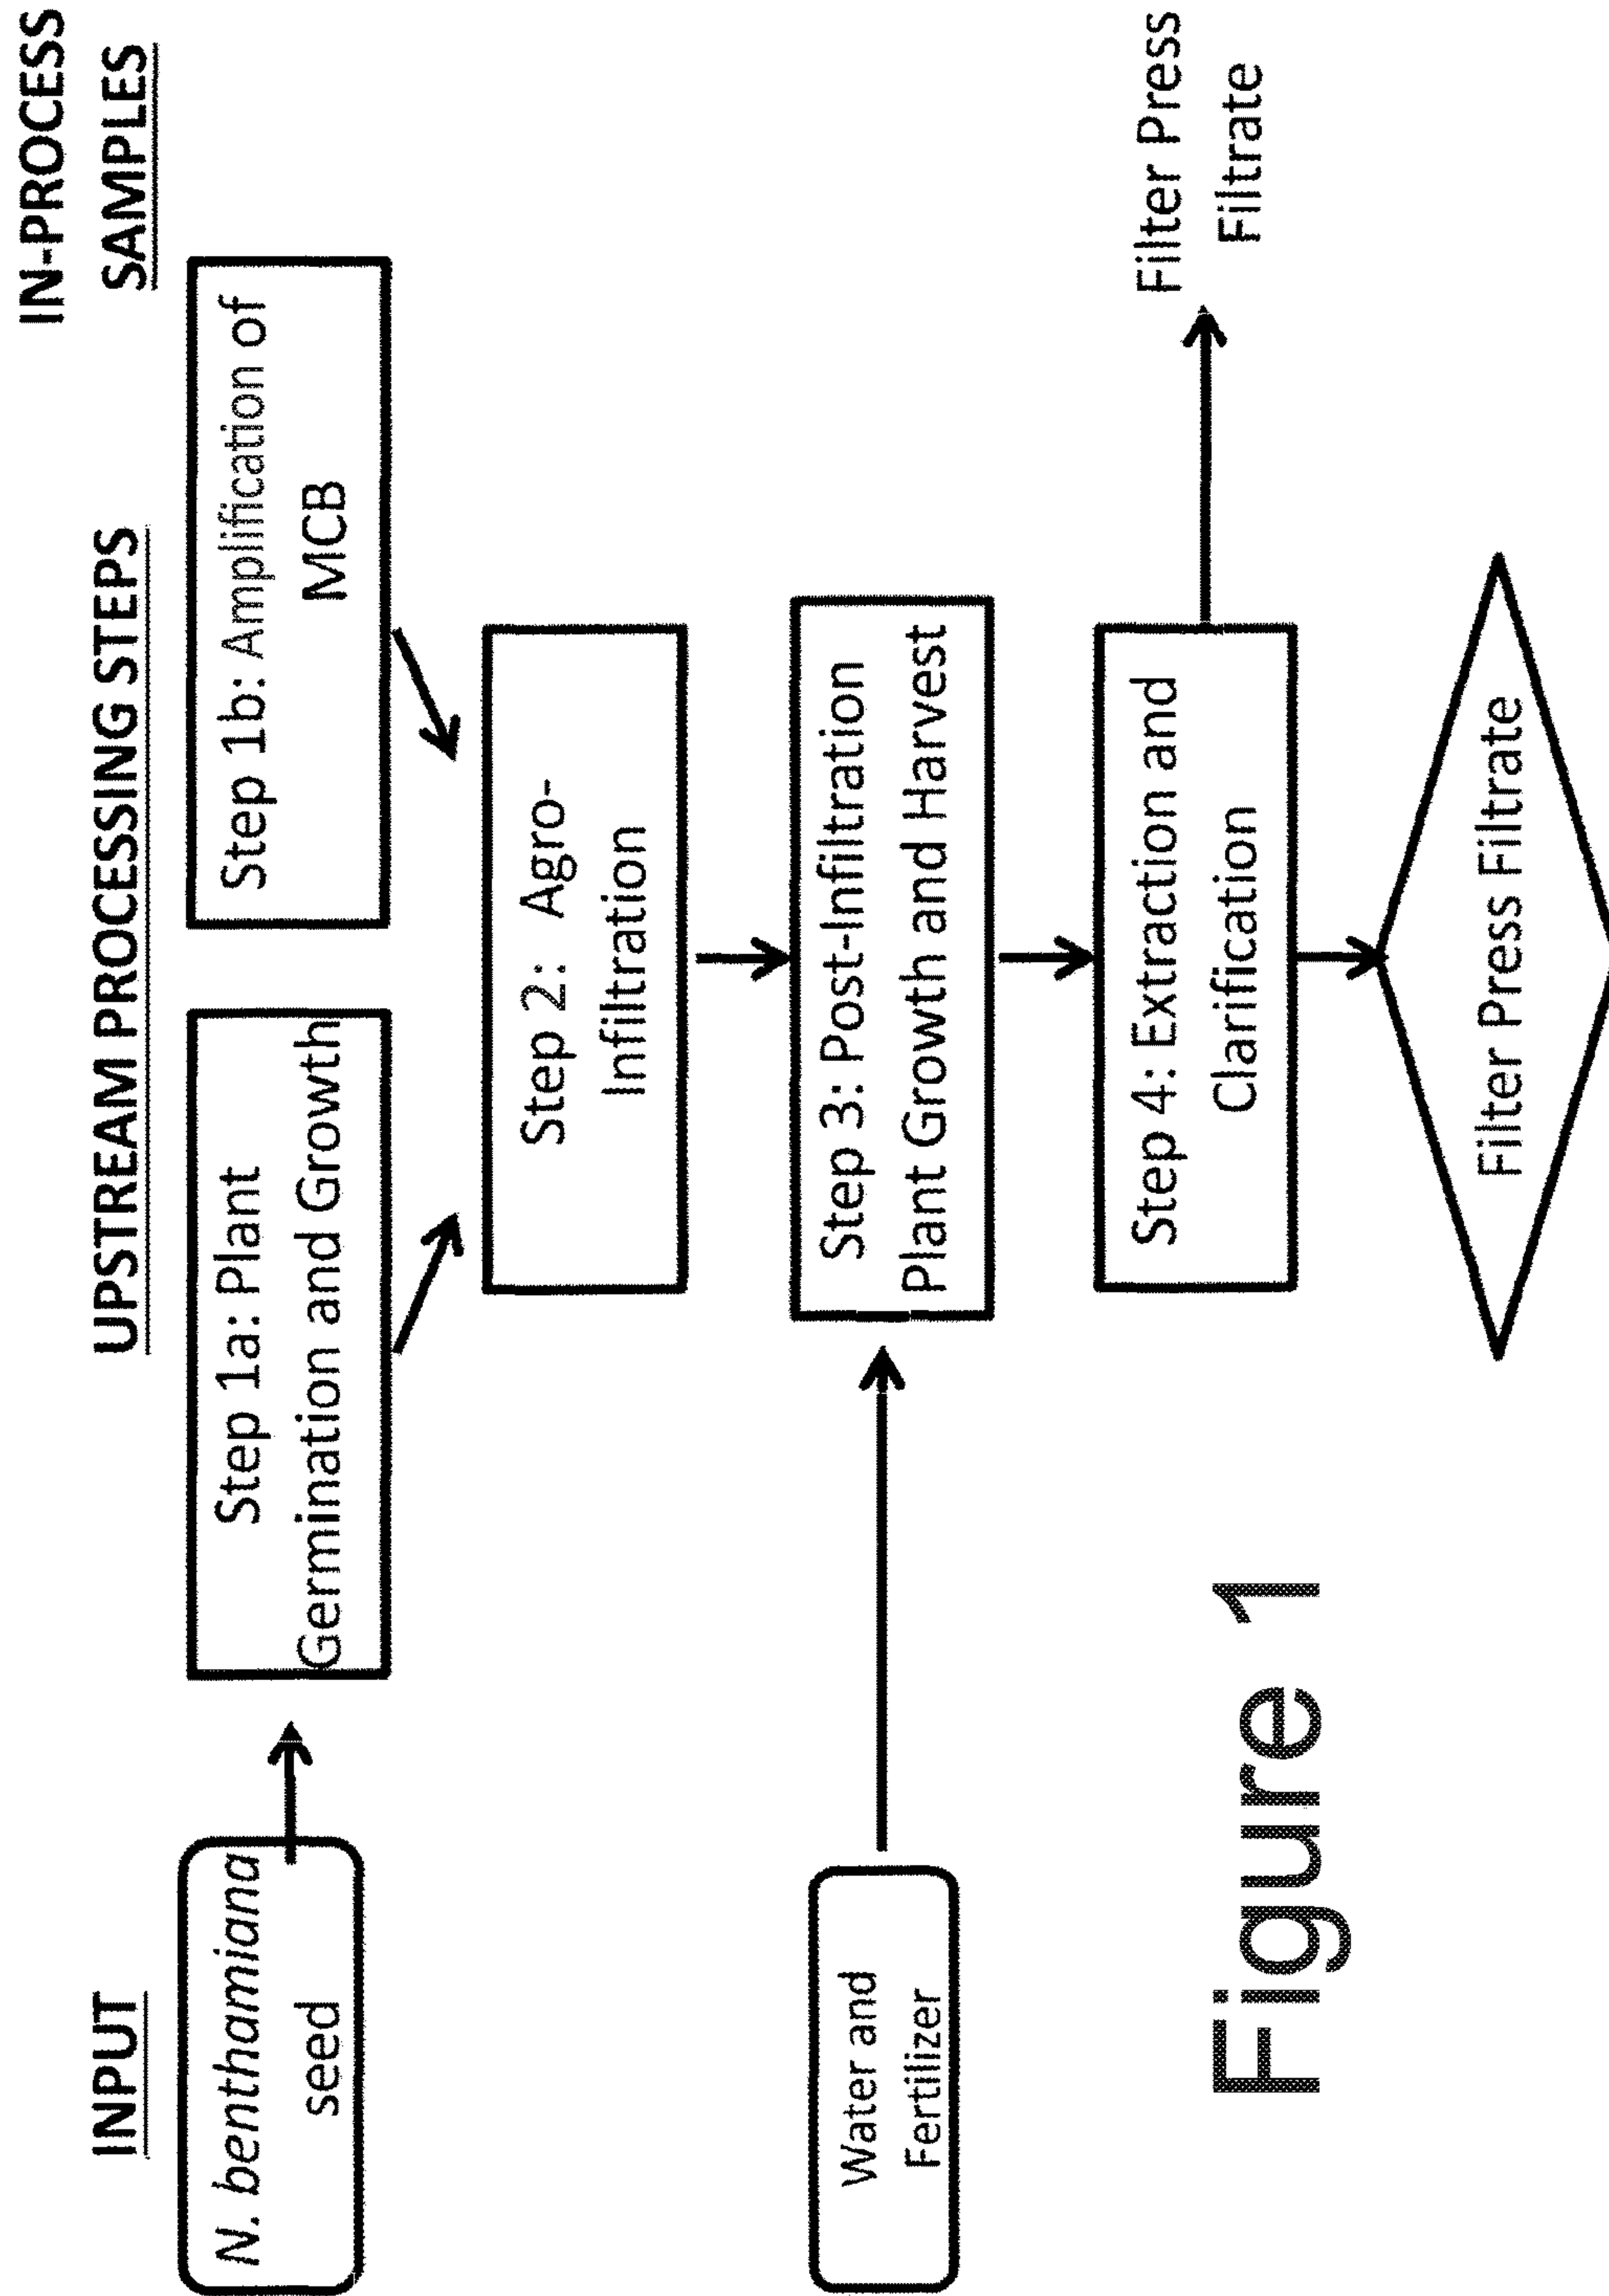 INPUT
UPSTREAM PROCESSING STEPS
IN-PROCESS
SAMPLES
N. benthamiana
seed
Step 1a: Plant
Germination and Growth
Step 1b: Amplification of
MCB
Step 2: Agro-
Infiltration
Water and
Fertilizer
Step 3: Post-Infiltration
Plant Growth and Harvest
Step 4: Extraction and
Clarification
Filter Press
Filtrate
Filter Press Filtrate
Figure 1